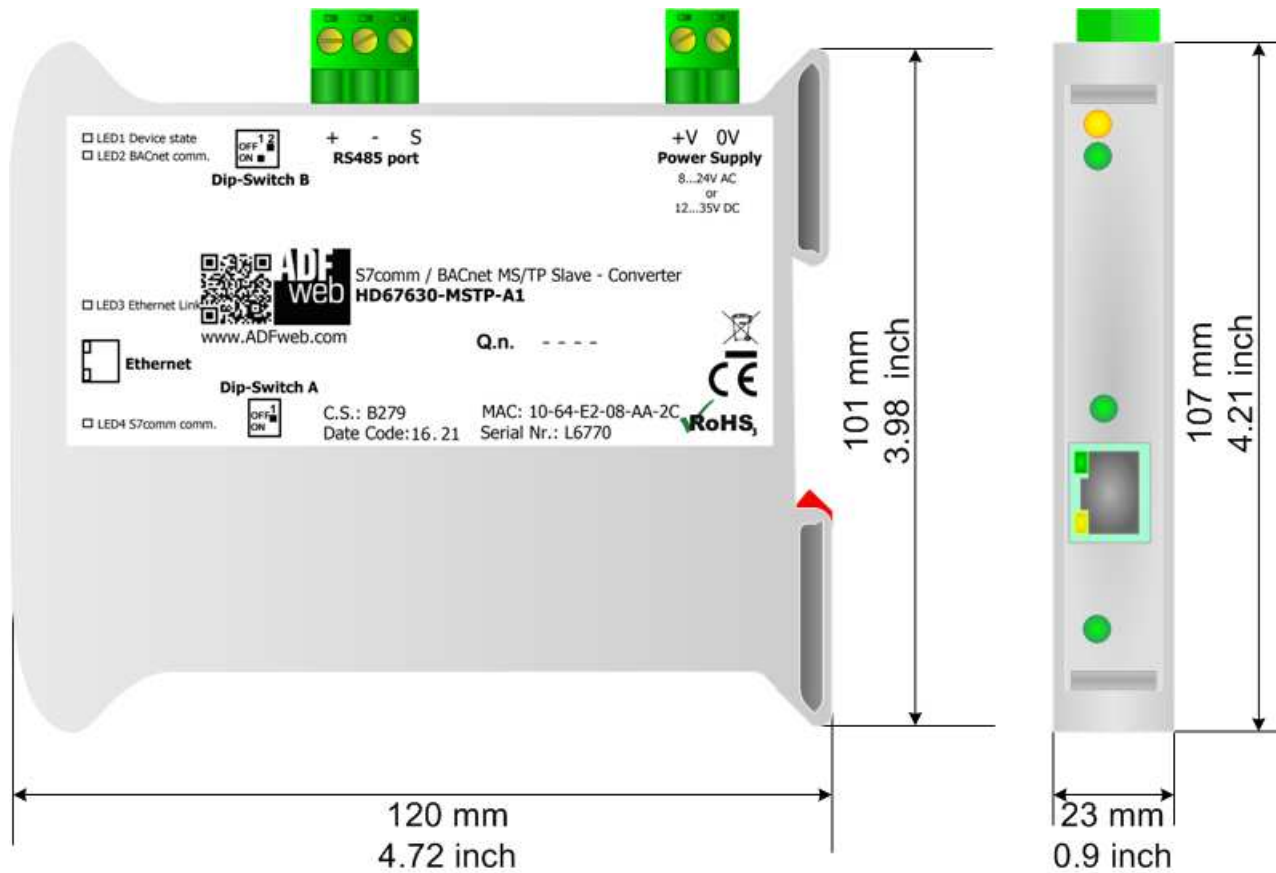 LED1 Device state
LED2 BACnet comm.
OFF 1 2
ON
Dip-Switch B
+ - S
RS485 port
+V 0V
Power Supply
8...24V AC
or
12...35V DC
ADF
web
www.ADFweb.com
S7comm / BACnet MS/TP Slave - Converter
HD67630-MSTP-A1
LED3 Ethernet Link
Ethernet
Q.n. - - - -
CE
Dip-Switch A
OFF 1
ON
LED4 S7comm comm.
C.S.: B279
Date Code:16. 21
MAC: 10-64-E2-08-AA-2C
Serial Nr.: L6770
RoHS3
101 mm
3.98 inch
107 mm
4.21 inch
120 mm
4.72 inch
23 mm
0.9 inch